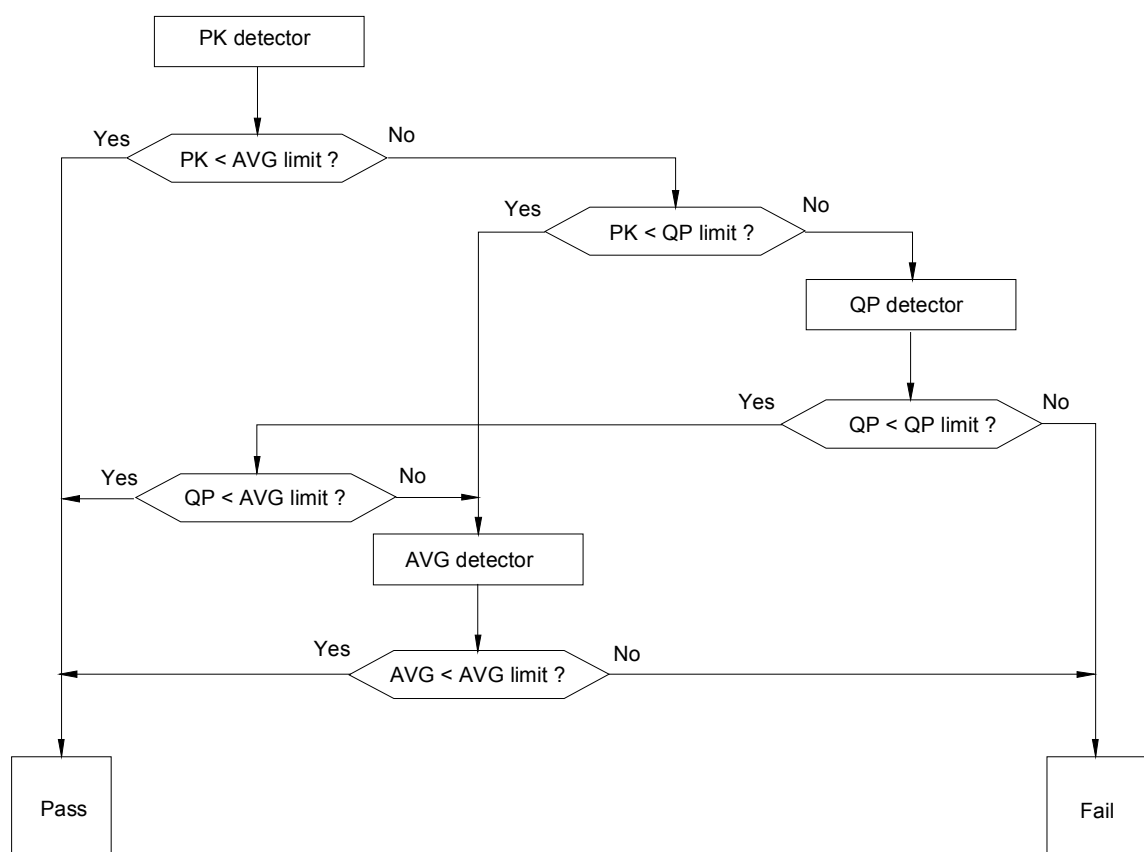 PK detector
Yes
No
PK < AVG limit ?
Yes
No
PK < QP limit ?
QP detector
Yes
No
QP < QP limit ?
Yes
No
QP < AVG limit ?
AVG detector
Yes
No
AVG < AVG limit ?
Pass
Fail